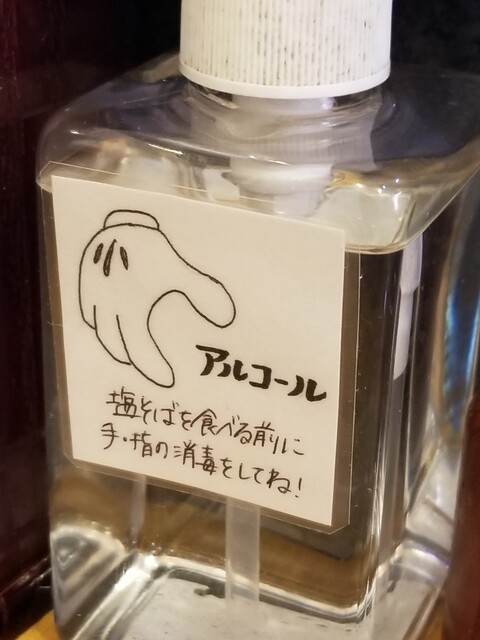 アルコール
塩そばを食べる前に
手・指の消毒をしてね!